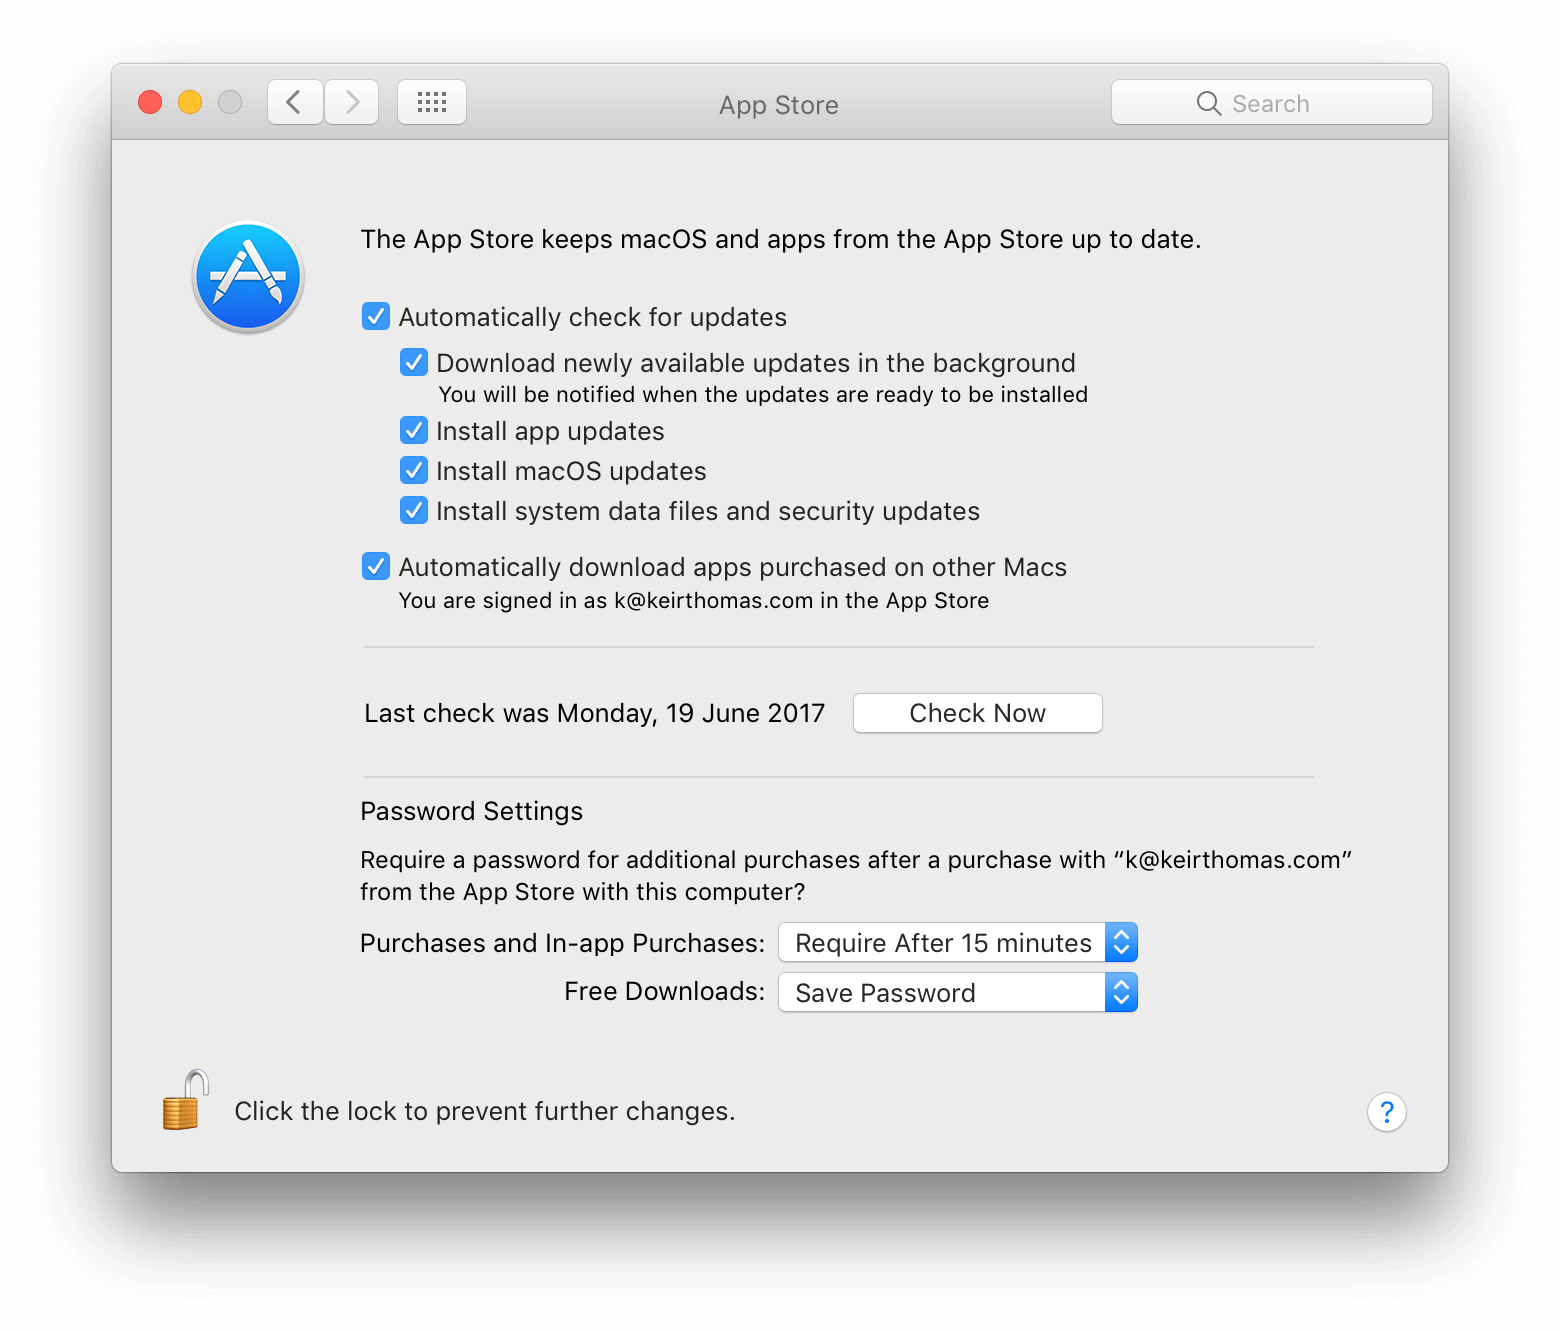 App Store
Search
The App Store keeps macOS and apps from the App Store up to date.
Automatically check for updates
Download newly available updates in the background
You will be notified when the updates are ready to be installed
Install app updates
Install macOS updates
Install system data files and security updates
Automatically download apps purchased on other Macs
You are signed in as k@keirthomas.com in the App Store
Last check was Monday, 19 June 2017
Check Now
Password Settings
Require a password for additional purchases after a purchase with “k@keirthomas.com”
from the App Store with this computer?
Purchases and In-app Purchases: Require After 15 minutes
Free Downloads: Save Password
Click the lock to prevent further changes.
?